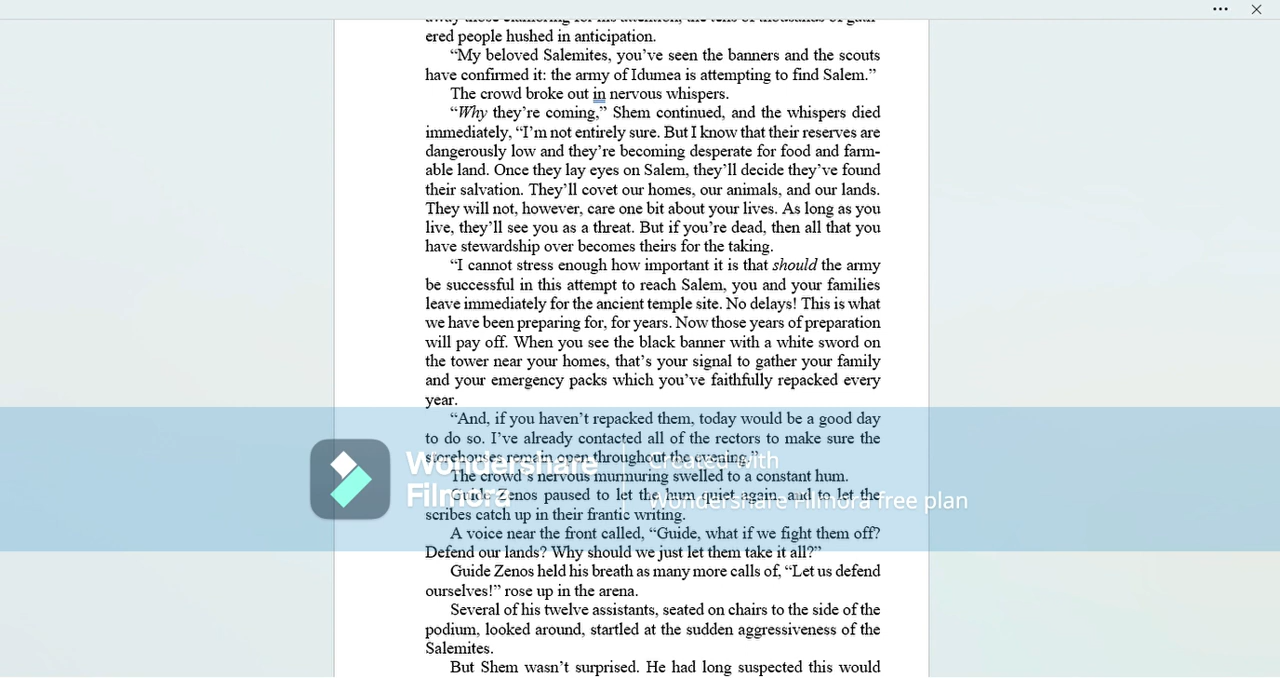 ered people hushed in anticipation.
“My beloved Salemites, you’ve seen the banners and the scouts
have confirmed it: the army of Idumea is attempting to find Salem.”
The crowd broke out in nervous whispers.
“Why they’re coming,” Shem continued, and the whispers died
immediately, “I’m not entirely sure. But I know that their reserves are
dangerously low and they’re becoming desperate for food and farm-
able land. Once they lay eyes on Salem, they’ll decide they’ve found
their salvation. They’ll covet our homes, our animals, and our lands.
They will not, however, care one bit about your lives. As long as you
live, they’ll see you as a threat. But if you’re dead, then all that you
have stewardship over becomes theirs for the taking.
“I cannot stress enough how important it is that should the army
be successful in this attempt to reach Salem, you and your families
leave immediately for the ancient temple site. No delays! This is what
we have been preparing for, for years. Now those years of preparation
will pay off. When you see the black banner with a white sword on
the tower near your homes, that’s your signal to gather your family
and your emergency packs which you’ve faithfully repacked every
year.
“And, if you haven’t repacked them, today would be a good day
to do so. I’ve already contacted all of the rectors to make sure the
storehouses remain open throughout the evening.”
The crowd’s nervous murmuring swelled to a constant hum.
Guide Zenos paused to let the hum quiet again, and to let the
scribes catch up in their frantic writing.
A voice near the front called, “Guide, what if we fight them off?
Defend our lands? Why should we just let them take it all?”
Guide Zenos held his breath as many more calls of, “Let us defend
ourselves!” rose up in the arena.
Several of his twelve assistants, seated on chairs to the side of the
podium, looked around, startled at the sudden aggressiveness of the
Salemites.
But Shem wasn’t surprised. He had long suspected this would
Wondershare
Filmora
Created with
Wondershare Filmora free plan